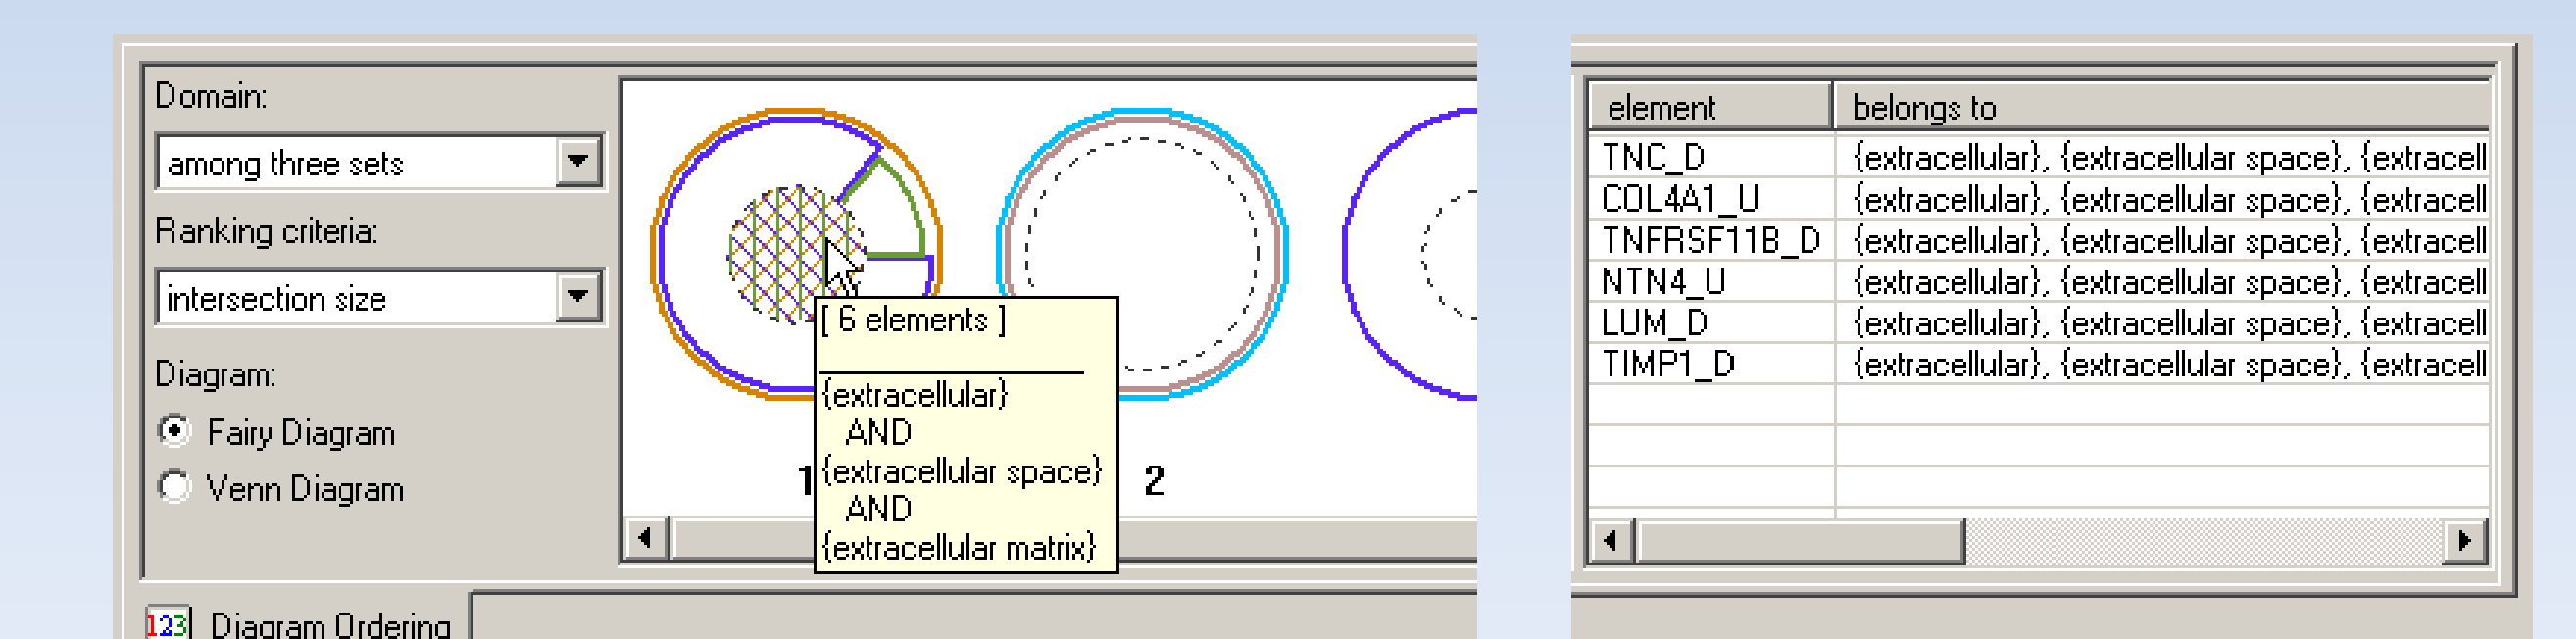 Domain:
among three sets
Ranking criteria:
intersection size
Diagram:
Fairy Diagram
Venn Diagram
1
2
[ 6 elements ]
{extracellular}
AND
{extracellular space}
AND
{extracellular matrix}
123 Diagram Ordering
element belongs to
TNC_D {extracellular}, {extracellular space}, {extracell
COL4A1_U {extracellular}, {extracellular space}, {extracell
TNFRSF11B_D {extracellular}, {extracellular space}, {extracell
NTN4_U {extracellular}, {extracellular space}, {extracell
LUM_D {extracellular}, {extracellular space}, {extracell
TIMP1_D {extracellular}, {extracellular space}, {extracell